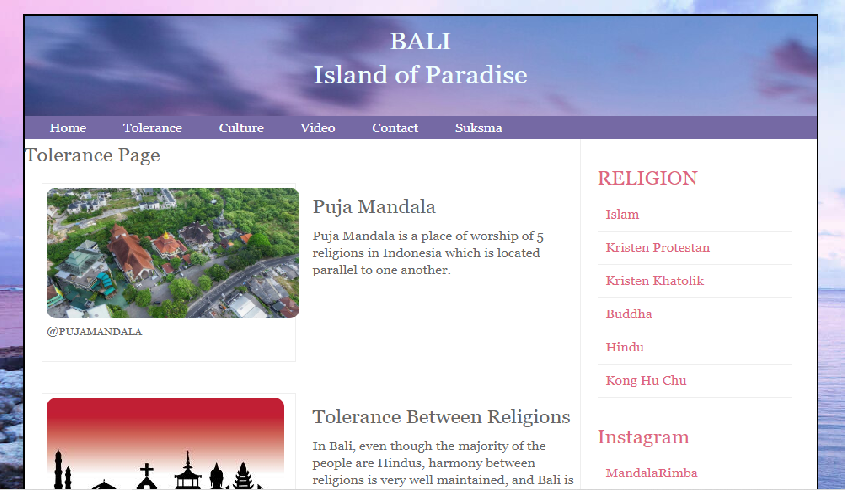 BALI
Island of Paradise
Home Tolerance Culture Video Contact Suksma
Tolerance Page
Puja Mandala
Puja Mandala is a place of worship of 5
religions in Indonesia which is located
parallel to one another.
@PUJAMANDALA
Tolerance Between Religions
In Bali, even though the majority of the
people are Hindus, harmony between
religions is very well maintained, and Bali is
RELIGION
Islam
Kristen Protestan
Kristen Khatolik
Buddha
Hindu
Kong Hu Chu
Instagram
MandalaRimba